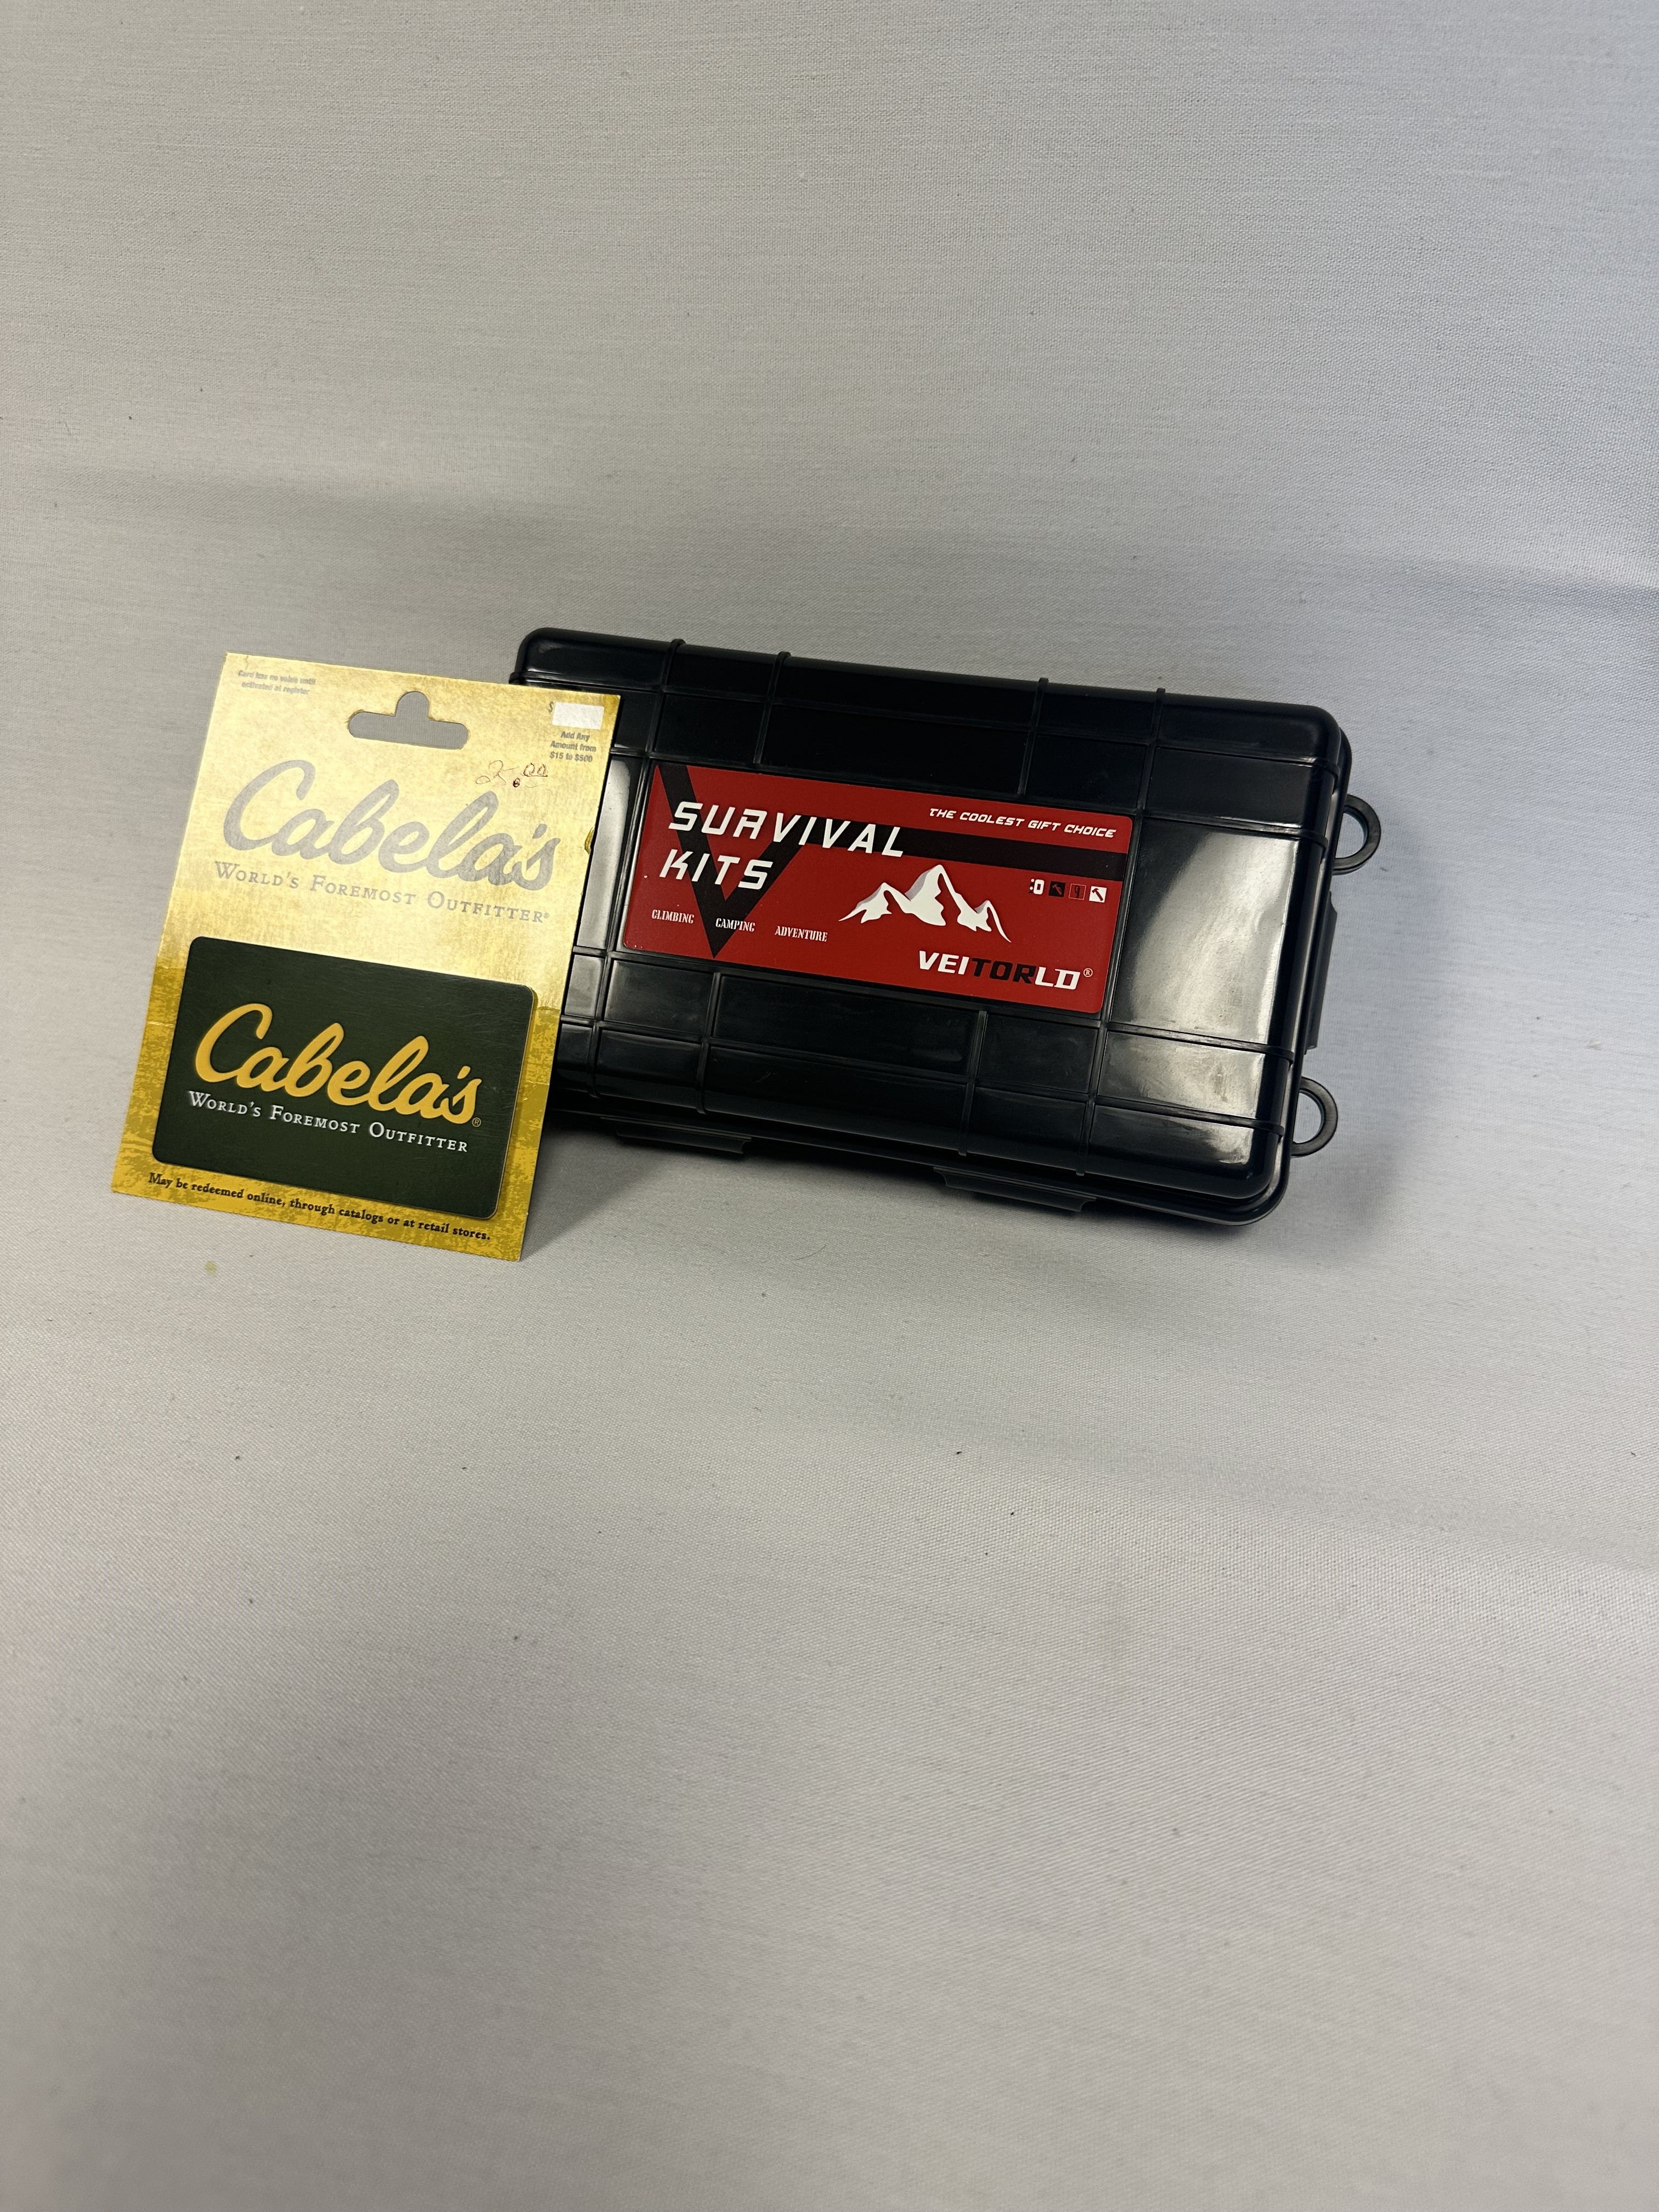 Card has no value until
activated at register
$
Add Any
Amount from
$15 to $500
25.00
Cabela's
WORLD'S FOREMOST OUTFITTER®
Cabela's®
WORLD'S FOREMOST OUTFITTER
May be redeemed online, through catalogs or at retail stores.
SURVIVAL
KITS
THE COOLEST GIFT CHOICE
CLIMBING CAMPING ADVENTURE
VEITORLD®